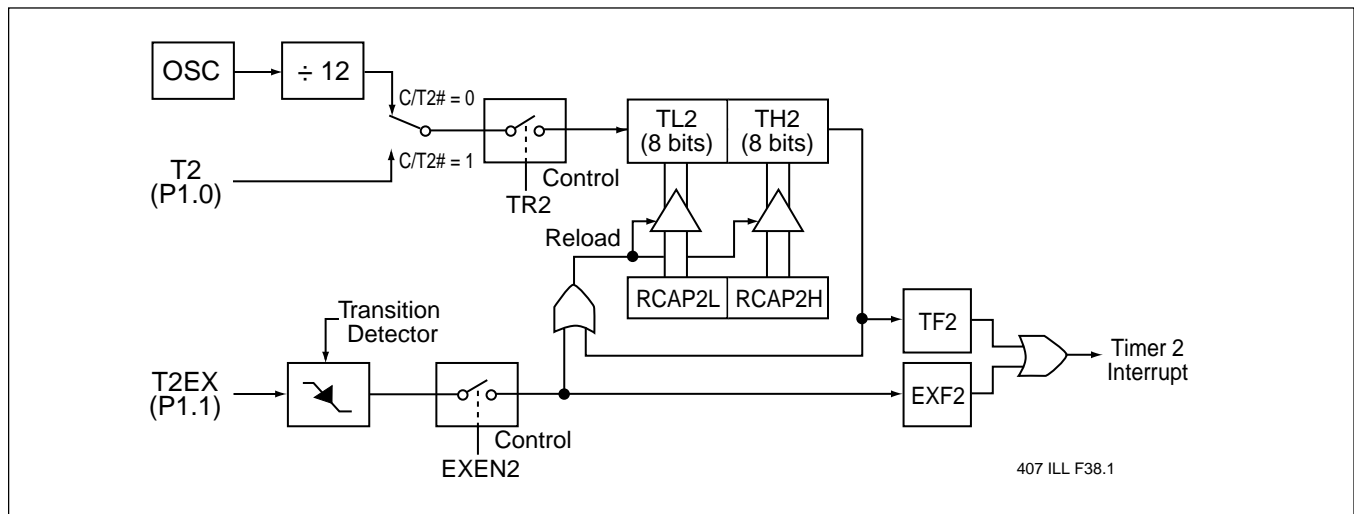 OSC
÷ 12
C/T2# = 0
C/T2# = 1
T2
(P1.0)
Control
TR2
TL2
(8 bits)
TH2
(8 bits)
Reload
RCAP2L
RCAP2H
Transition
Detector
T2EX
(P1.1)
Control
EXEN2
TF2
EXF2
Timer 2
Interrupt
407 ILL F38.1